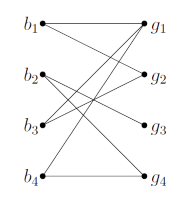 b₁ g₁
b₂ g₂
b₃ g₃
b₄ g₄